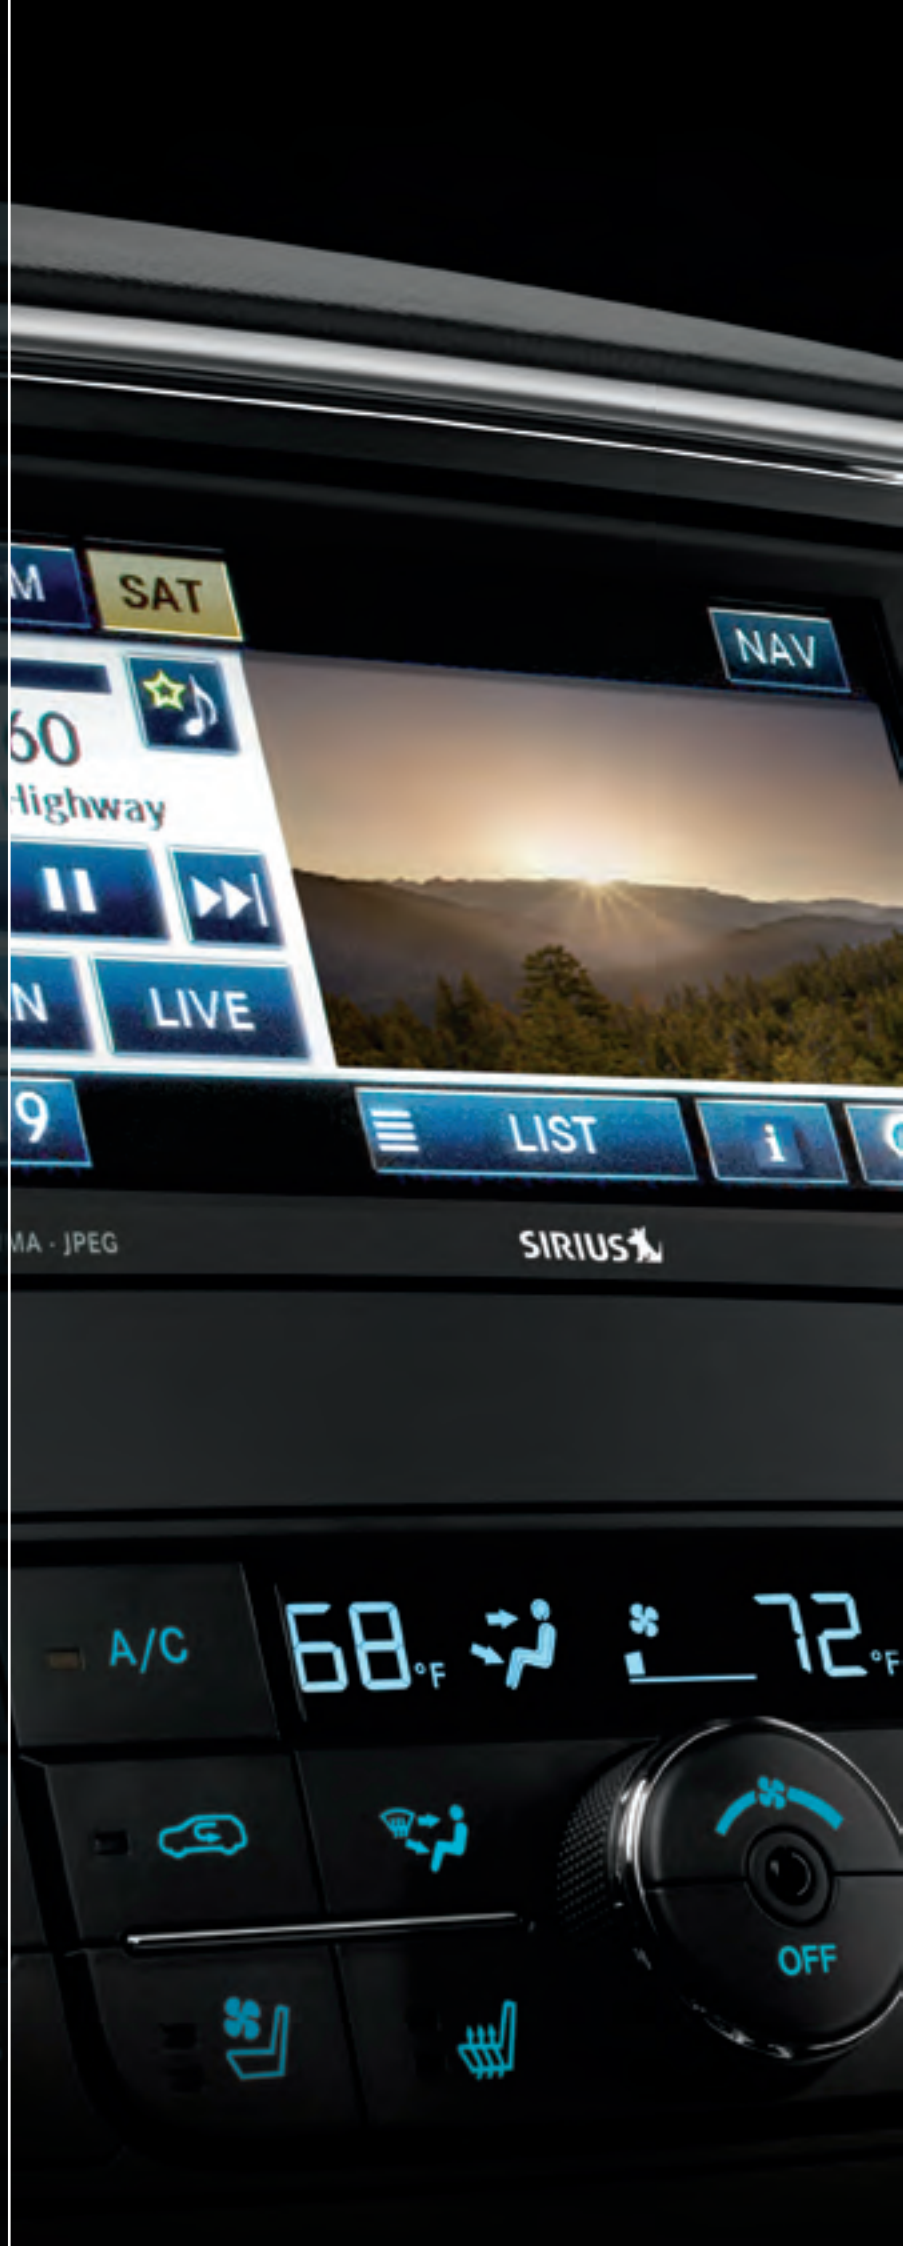 M SAT
NAV
60
Highway
LIVE
9
LIST
i
MA · JPEG
SIRIUS
A/C
68°F
72°F
OFF